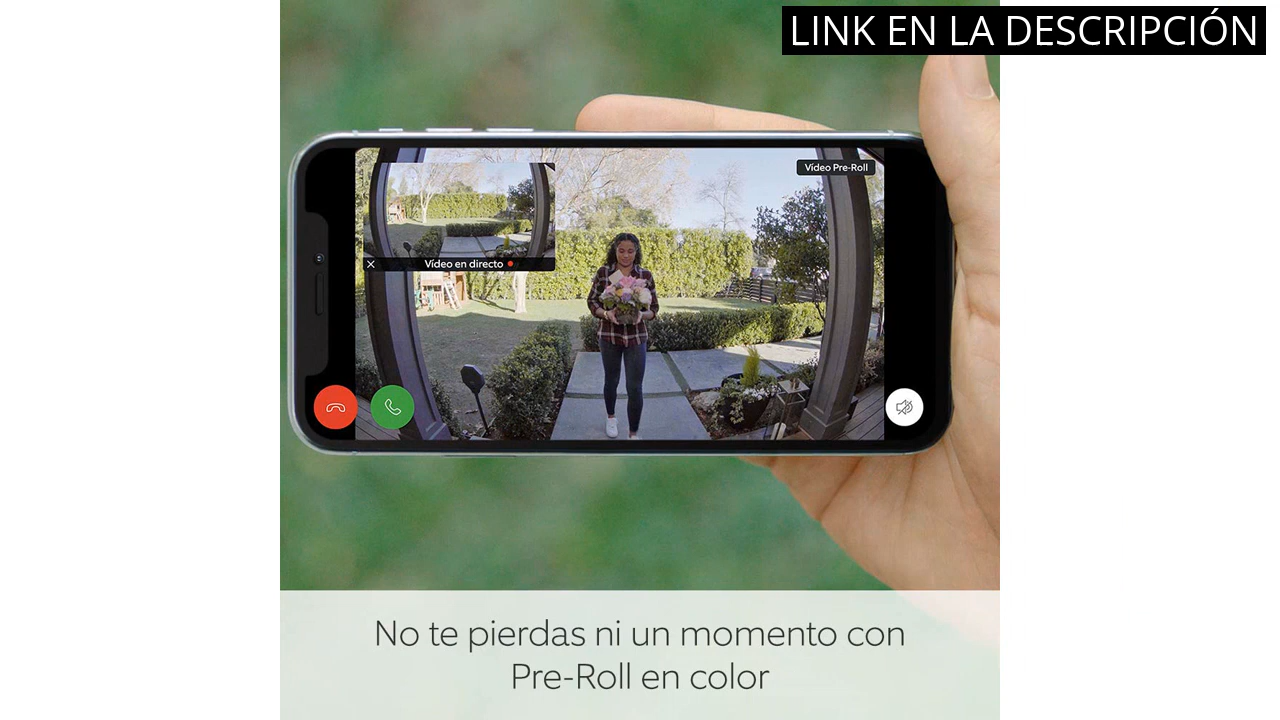 LINK EN LA DESCRIPCIÓN
Vídeo Pre-Roll
Vídeo en directo
No te pierdas ni un momento con
Pre-Roll en color